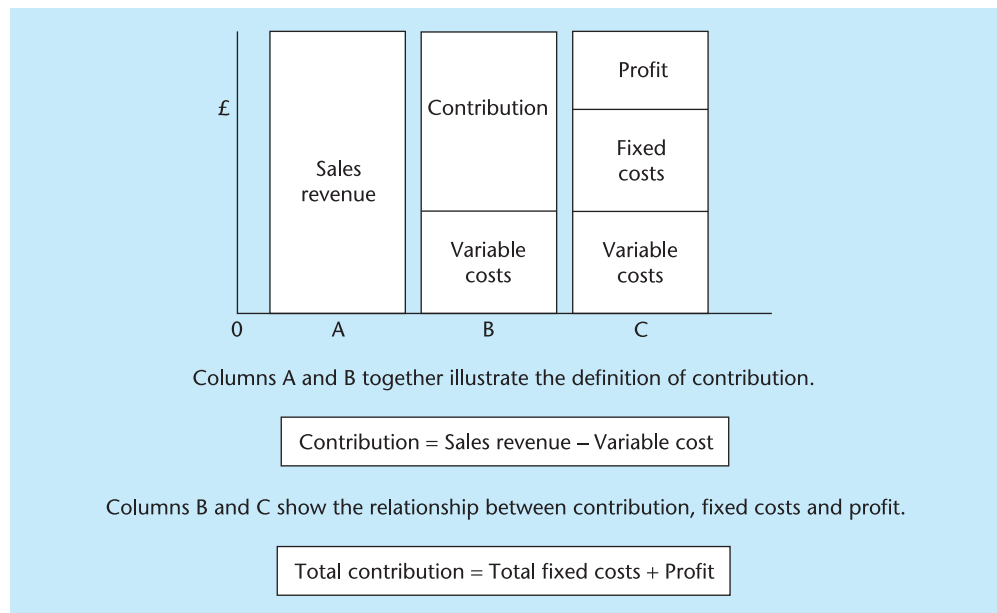 £
Sales
revenue
Contribution
Variable
costs
Profit
Fixed
costs
Variable
costs
0
A
B
C
Columns A and B together illustrate the definition of contribution.
Contribution = Sales revenue – Variable cost
Columns B and C show the relationship between contribution, fixed costs and profit.
Total contribution = Total fixed costs + Profit